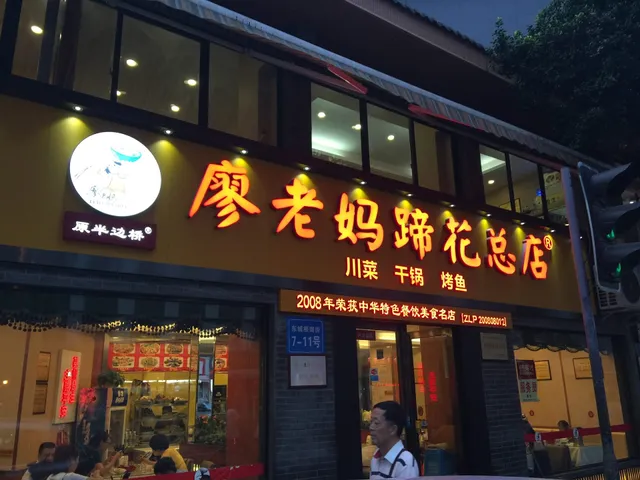 廖老妈蹄花总店®
原半边桥®
川菜 干锅 烤鱼
2008年荣获中华特色餐饮美食名店 [ZLP 200808012]
7-11号